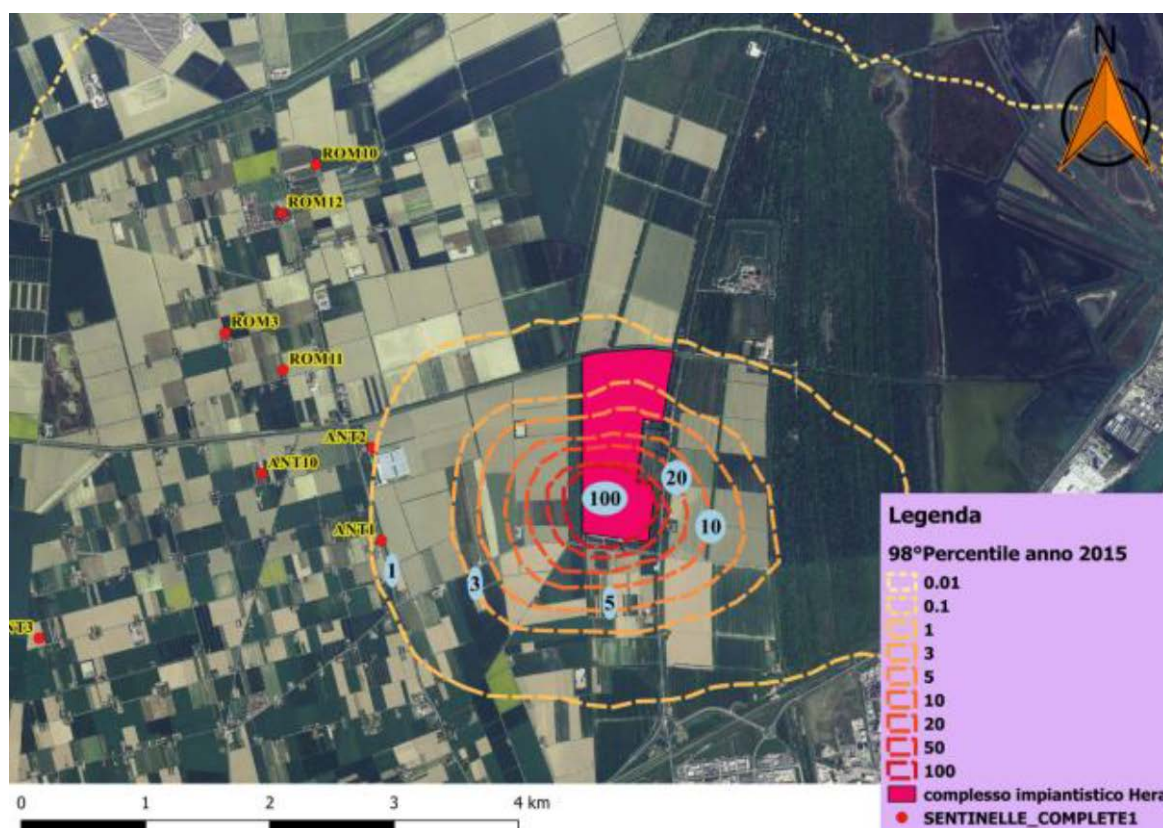 N
ROM10
ROM12
ROM3
ROM11
ANT2
ANT10
ANT1
20
100
10
1
3
5
Legenda
98°Percentile anno 2015
0.01
0.1
1
3
5
10
20
50
100
complesso impiantistico Hera
SENTINELLE_COMPLETE1
NT3
0 1 2 3 4 km